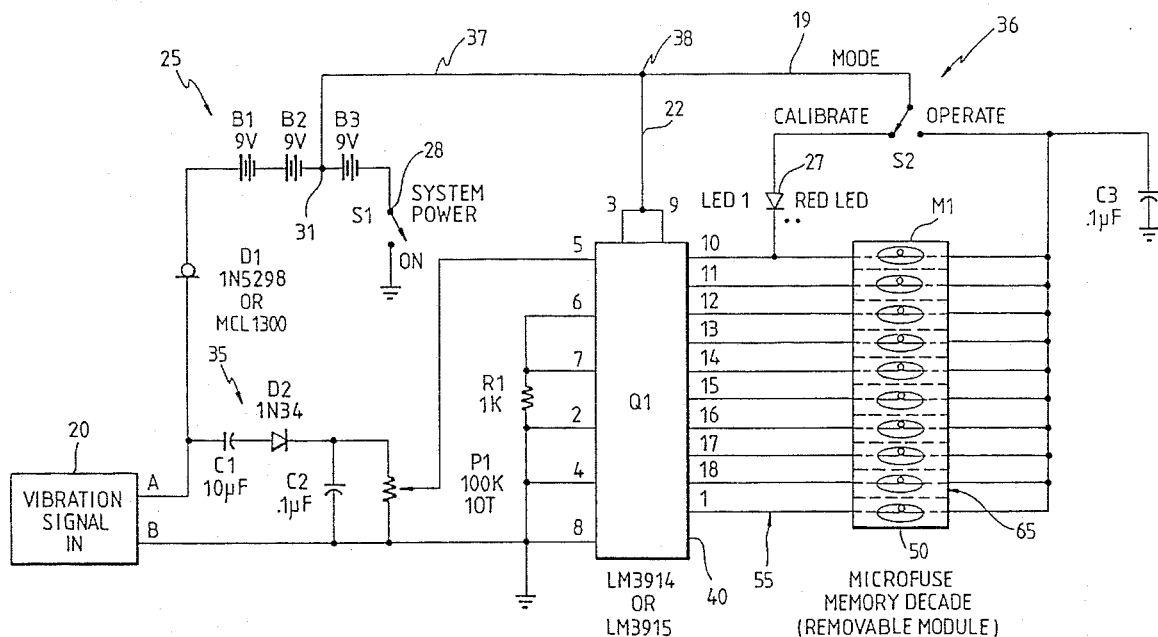 37
38
19
MODE
36
25
B1
9V
B2
9V
B3
9V
22
CALIBRATE
OPERATE
S2
28
SYSTEM
POWER
S1
ON
31
27
LED 1
RED LED
C3
.1µF
M1
3
9
D1
1N5298
OR
MCL1300
5
10
6
11
12
7
13
14
R1
1K
15
2
Q1
16
4
17
18
8
1
35
D2
1N34
20
C1
10µF
C2
.1µF
P1
100K
10T
A
B
VIBRATION
SIGNAL
IN
65
50
55
40
LM3914
OR
LM3915
MICROFUSE
MEMORY DECADE
(REMOVABLE MODULE)